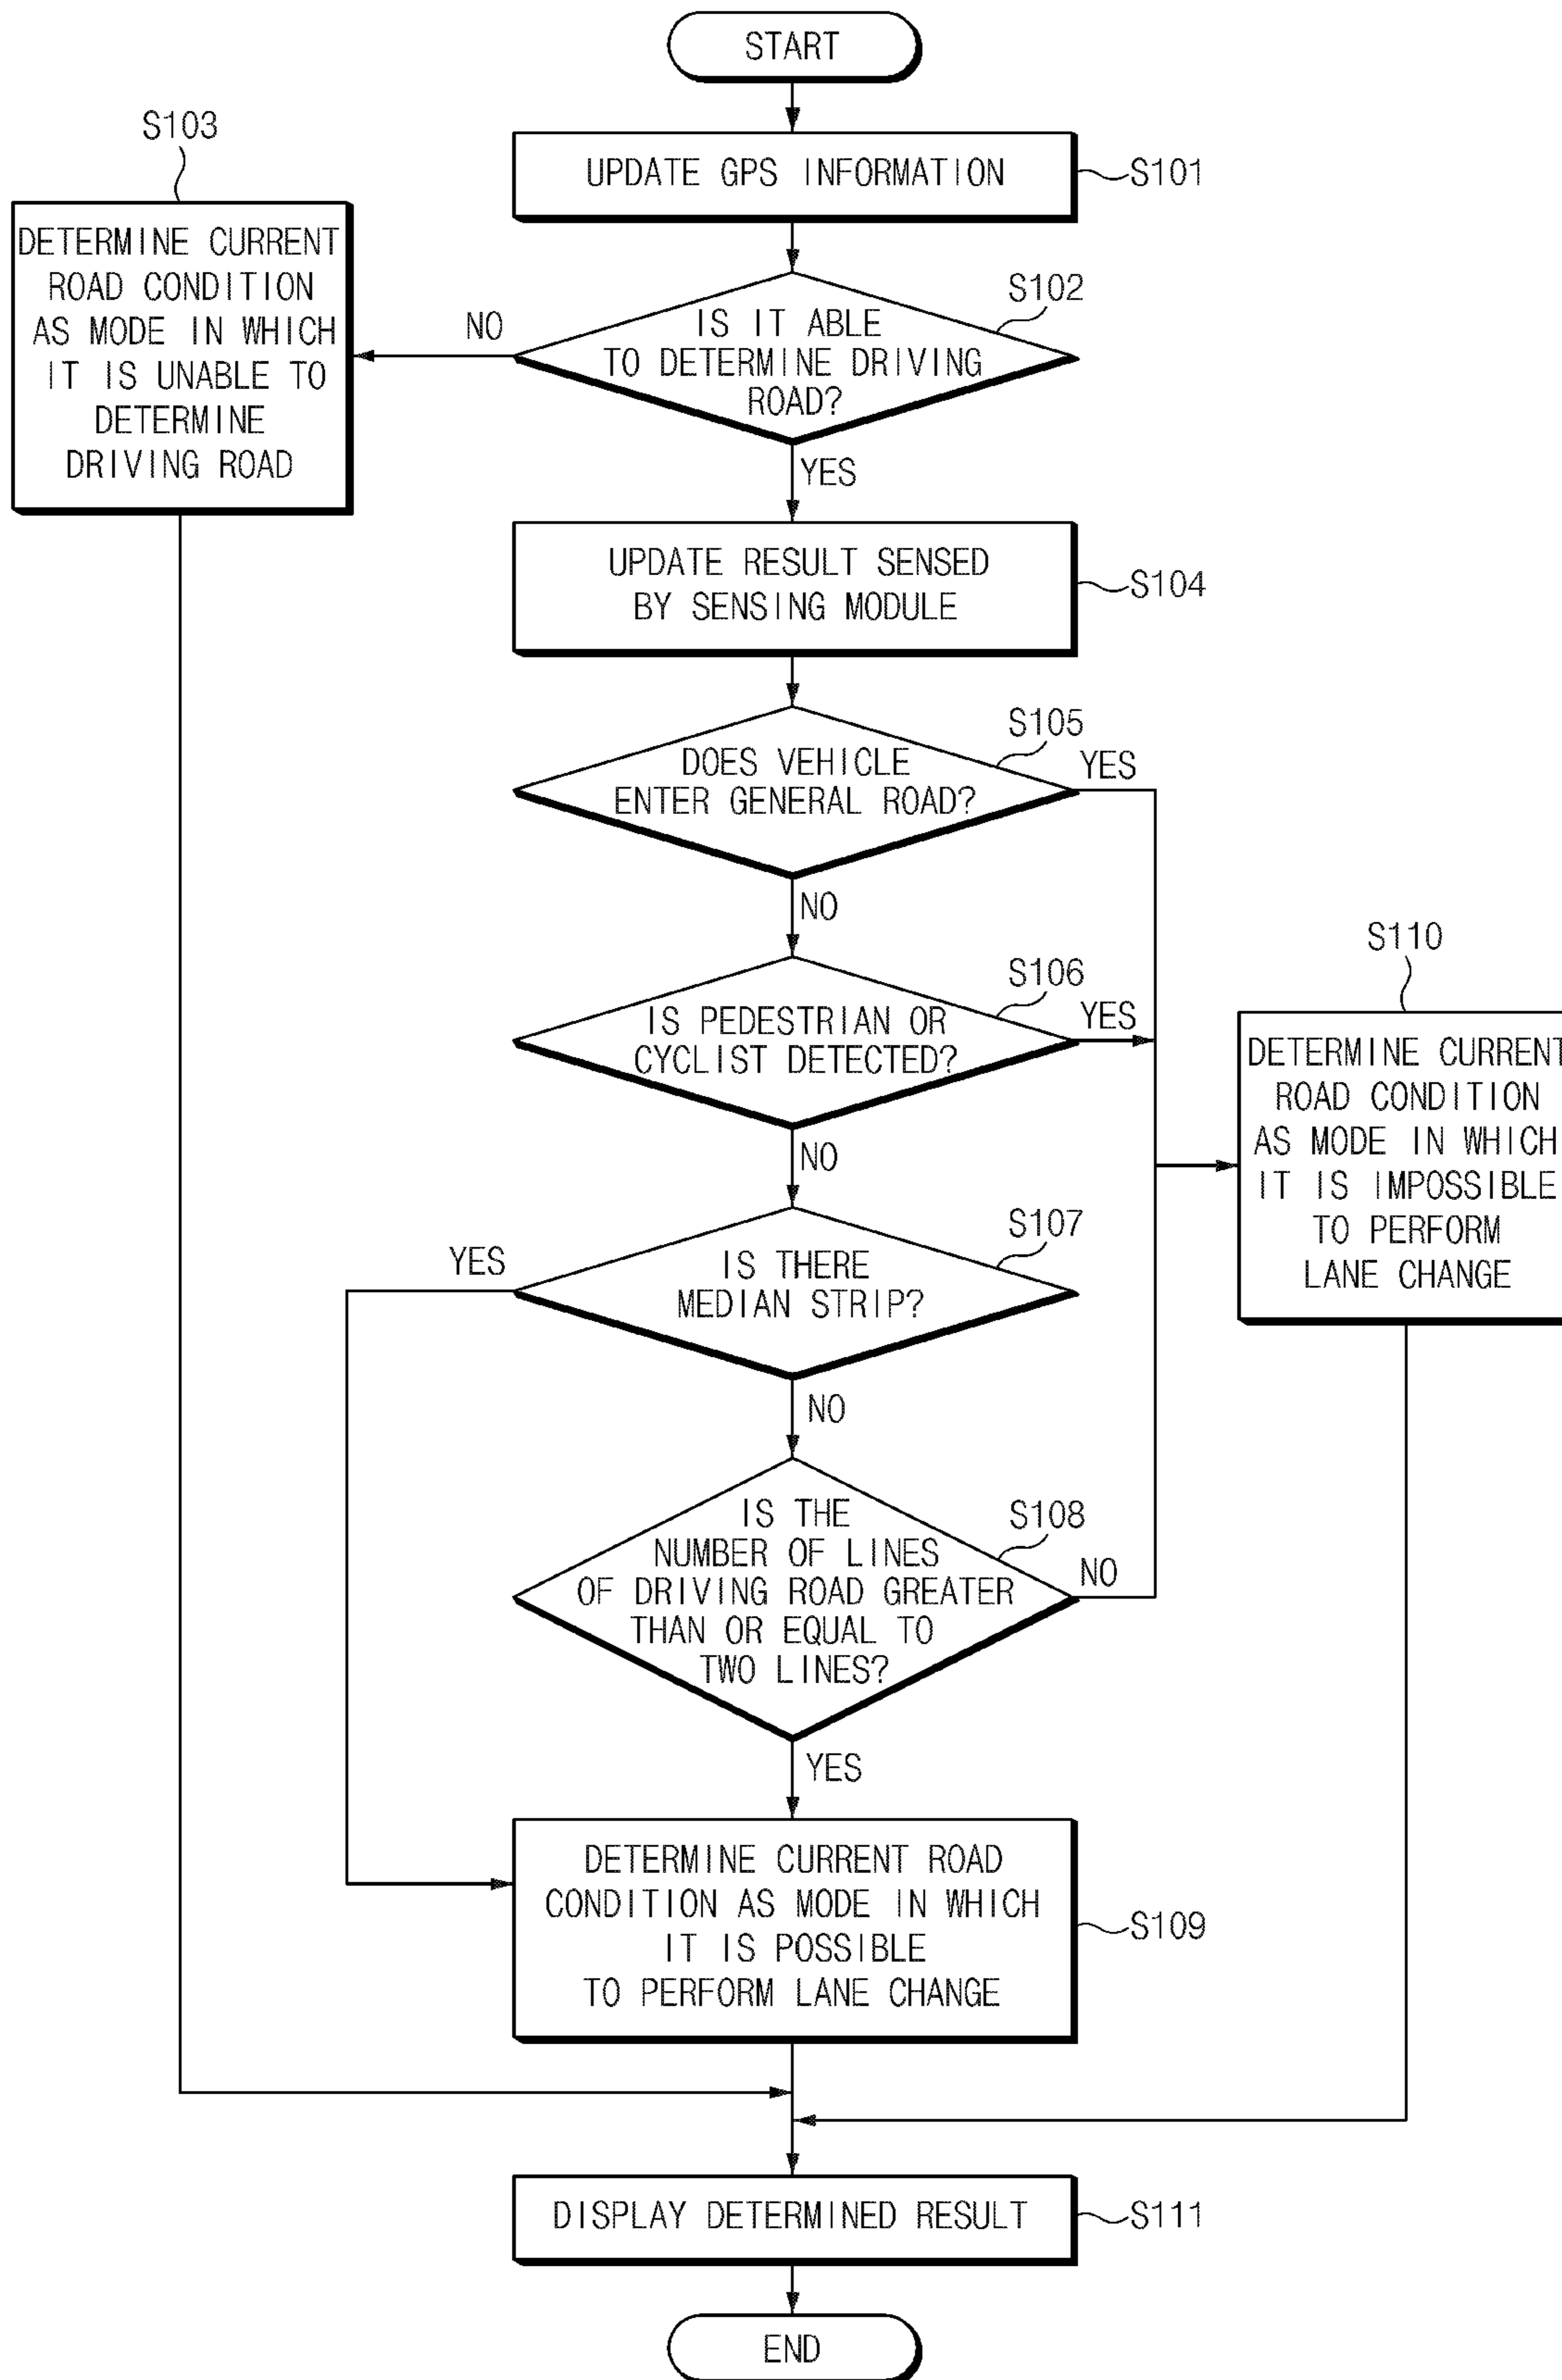 START
UPDATE GPS INFORMATION
S101
S103
DETERMINE CURRENT
ROAD CONDITION
AS MODE IN WHICH
IT IS UNABLE TO
DETERMINE
DRIVING ROAD
S102
IS IT ABLE
TO DETERMINE DRIVING
ROAD?
NO
YES
UPDATE RESULT SENSED
BY SENSING MODULE
S104
S105
DOES VEHICLE
ENTER GENERAL ROAD?
YES
NO
S106
IS PEDESTRIAN OR
CYCLIST DETECTED?
YES
NO
S110
DETERMINE CURRENT
ROAD CONDITION
AS MODE IN WHICH
IT IS IMPOSSIBLE
TO PERFORM
LANE CHANGE
S107
IS THERE
MEDIAN STRIP?
YES
NO
S108
IS THE
NUMBER OF LINES
OF DRIVING ROAD GREATER
THAN OR EQUAL TO
TWO LINES?
NO
YES
DETERMINE CURRENT ROAD
CONDITION AS MODE IN WHICH
IT IS POSSIBLE
TO PERFORM LANE CHANGE
S109
DISPLAY DETERMINED RESULT
S111
END